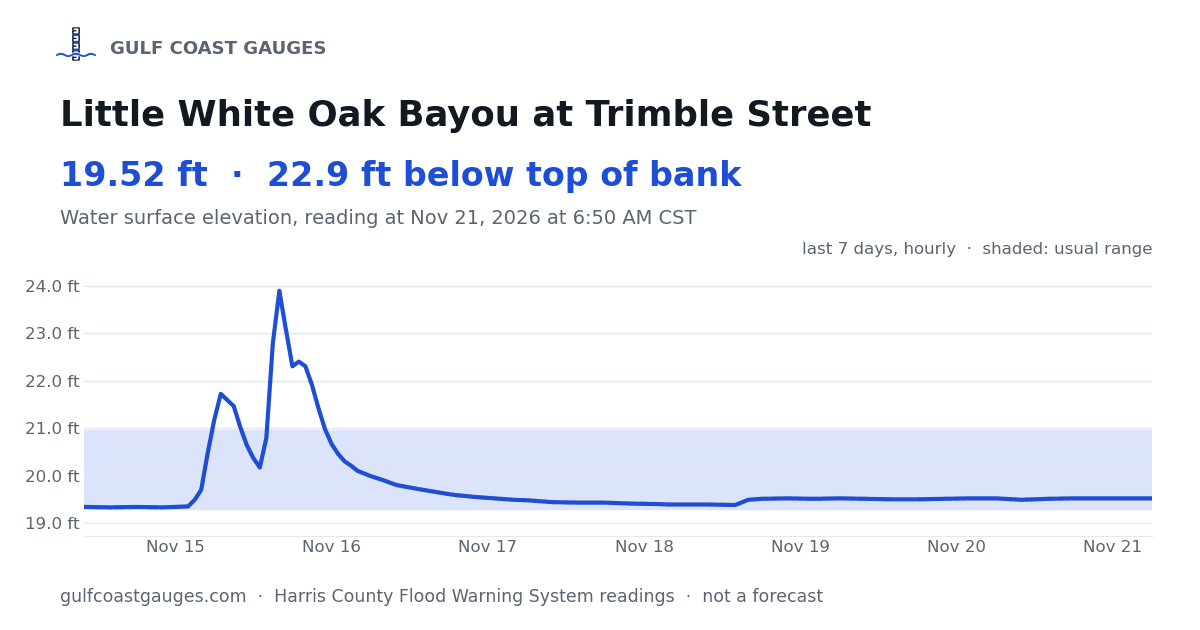 GULF COAST GAUGES
Little White Oak Bayou at Trimble Street
19.52 ft · 22.9 ft below top of bank
Water surface elevation, reading at Nov 21, 2026 at 6:50 AM CST
last 7 days, hourly · shaded: usual range
24.0 ft
23.0 ft
22.0 ft
21.0 ft
20.0 ft
19.0 ft
Nov 15 Nov 16 Nov 17 Nov 18 Nov 19 Nov 20 Nov 21
gulfcoastgauges.com · Harris County Flood Warning System readings · not a forecast